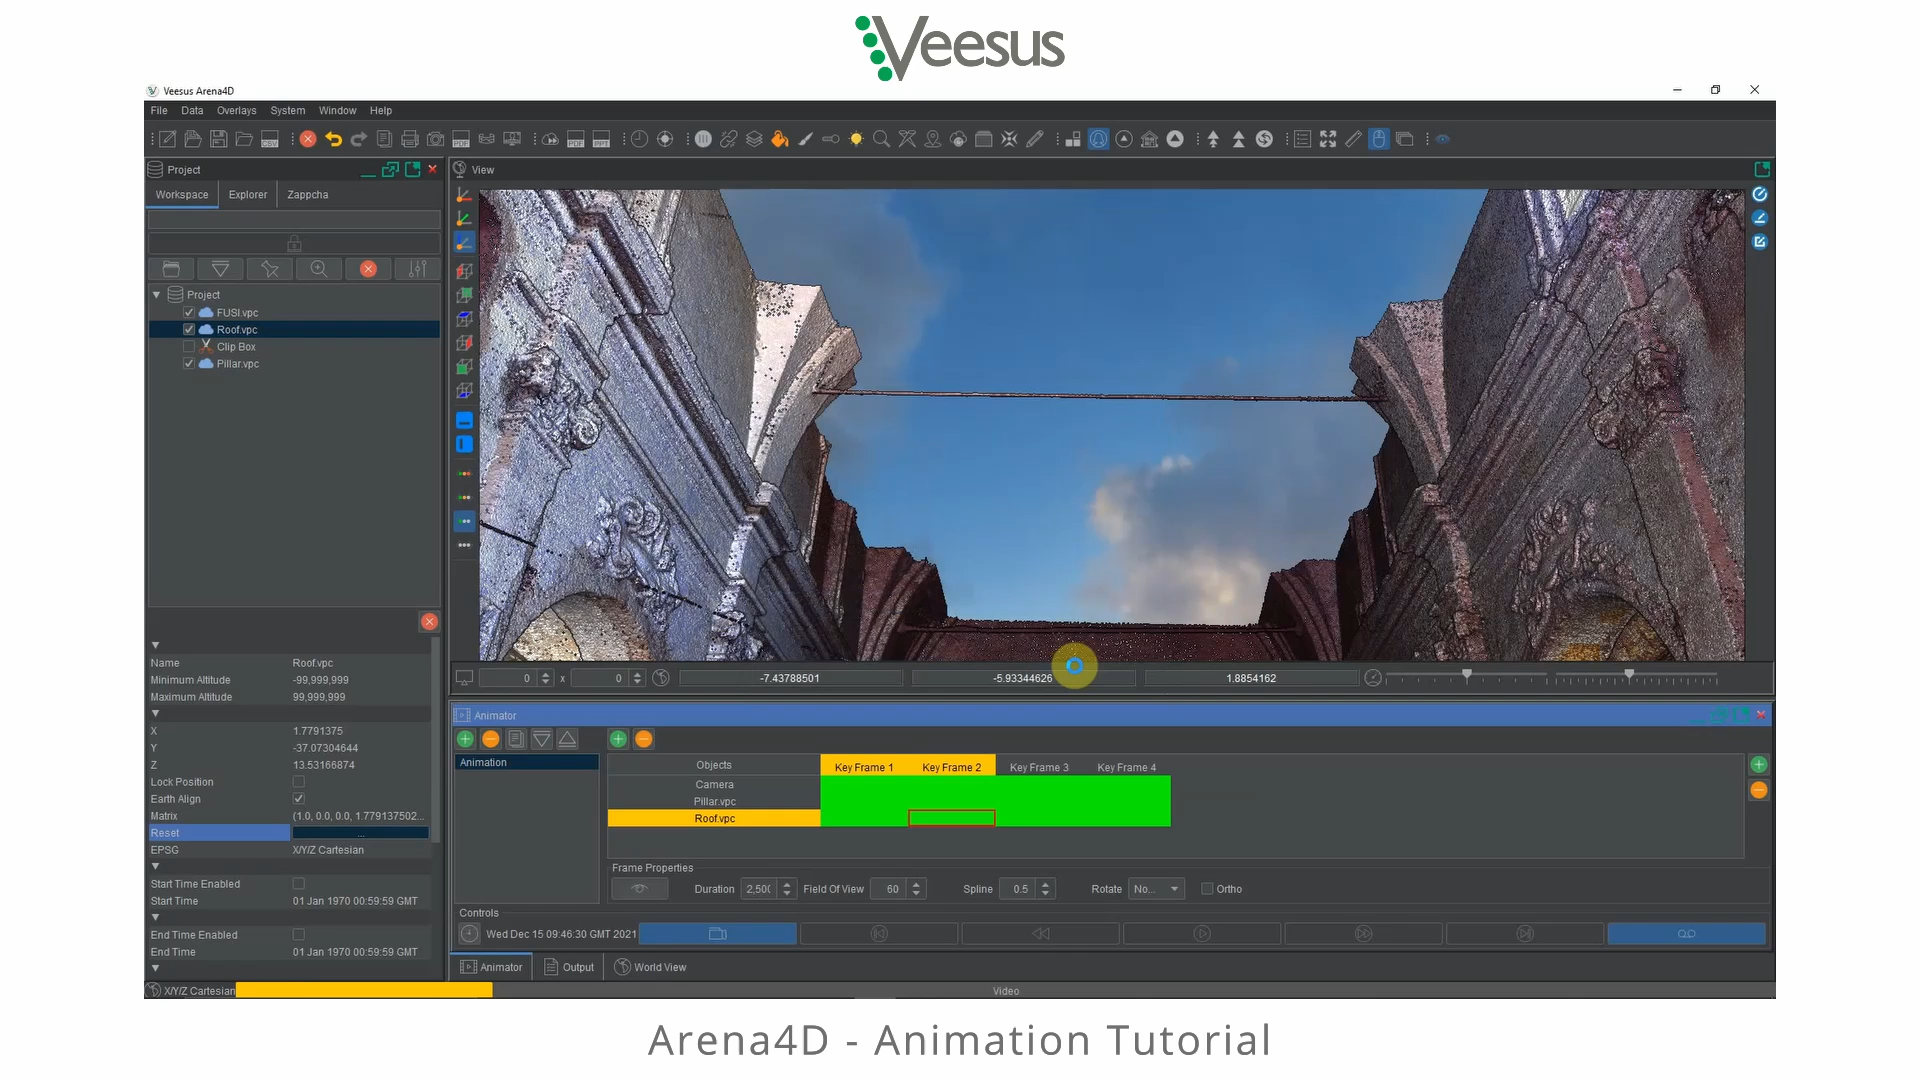 Veesus
Veesus Arena4D
File Data Overlays System Window Help
CSV PDF PDF PPT
Project
View
Workspace Explorer Zappcha
Project
FUSI.vpc
Roof.vpc
Clip Box
Pillar.vpc
Name Roof.vpc
Minimum Altitude -99,999,999
Maximum Altitude 99,999,999
X 1.7791375
Y -37.07304644
Z 13.53166874
Lock Position
Earth Align
Matrix (1.0, 0.0, 0.0, 1.779137502...
Reset ...
EPSG X/Y/Z Cartesian
Start Time Enabled
Start Time 01 Jan 1970 00:59:59 GMT
End Time Enabled
End Time 01 Jan 1970 00:59:59 GMT
0 x 0 -7.43788501 -5.93344626 1.8854162
Animator
Animation
Objects Key Frame 1 Key Frame 2 Key Frame 3 Key Frame 4
Camera
Pillar.vpc
Roof.vpc
Frame Properties
Duration 2,50( Field Of View 60 Spline 0.5 Rotate No... Ortho
Controls
Wed Dec 15 09:46:30 GMT 2021
Animator Output World View
X/Y/Z Cartesian Video
Arena4D - Animation Tutorial